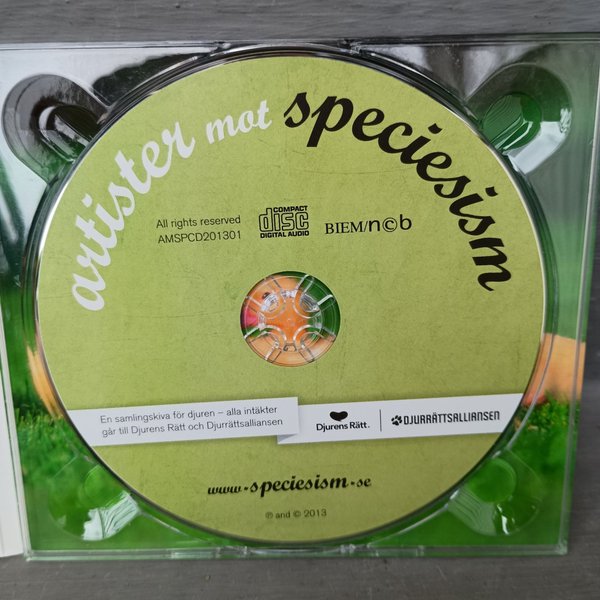 artister mot speciesism
All rights reserved
AMSPCD201301
COMPACT
disc
DIGITAL AUDIO
BIEM/n©b
En samlingskiva för djuren – alla intäkter
går till Djurens Rätt och Djurrättsalliansen
Djurens Rätt.
DJURRÄTTSALLIANSEN
www.speciesism.se
℗ and © 2013